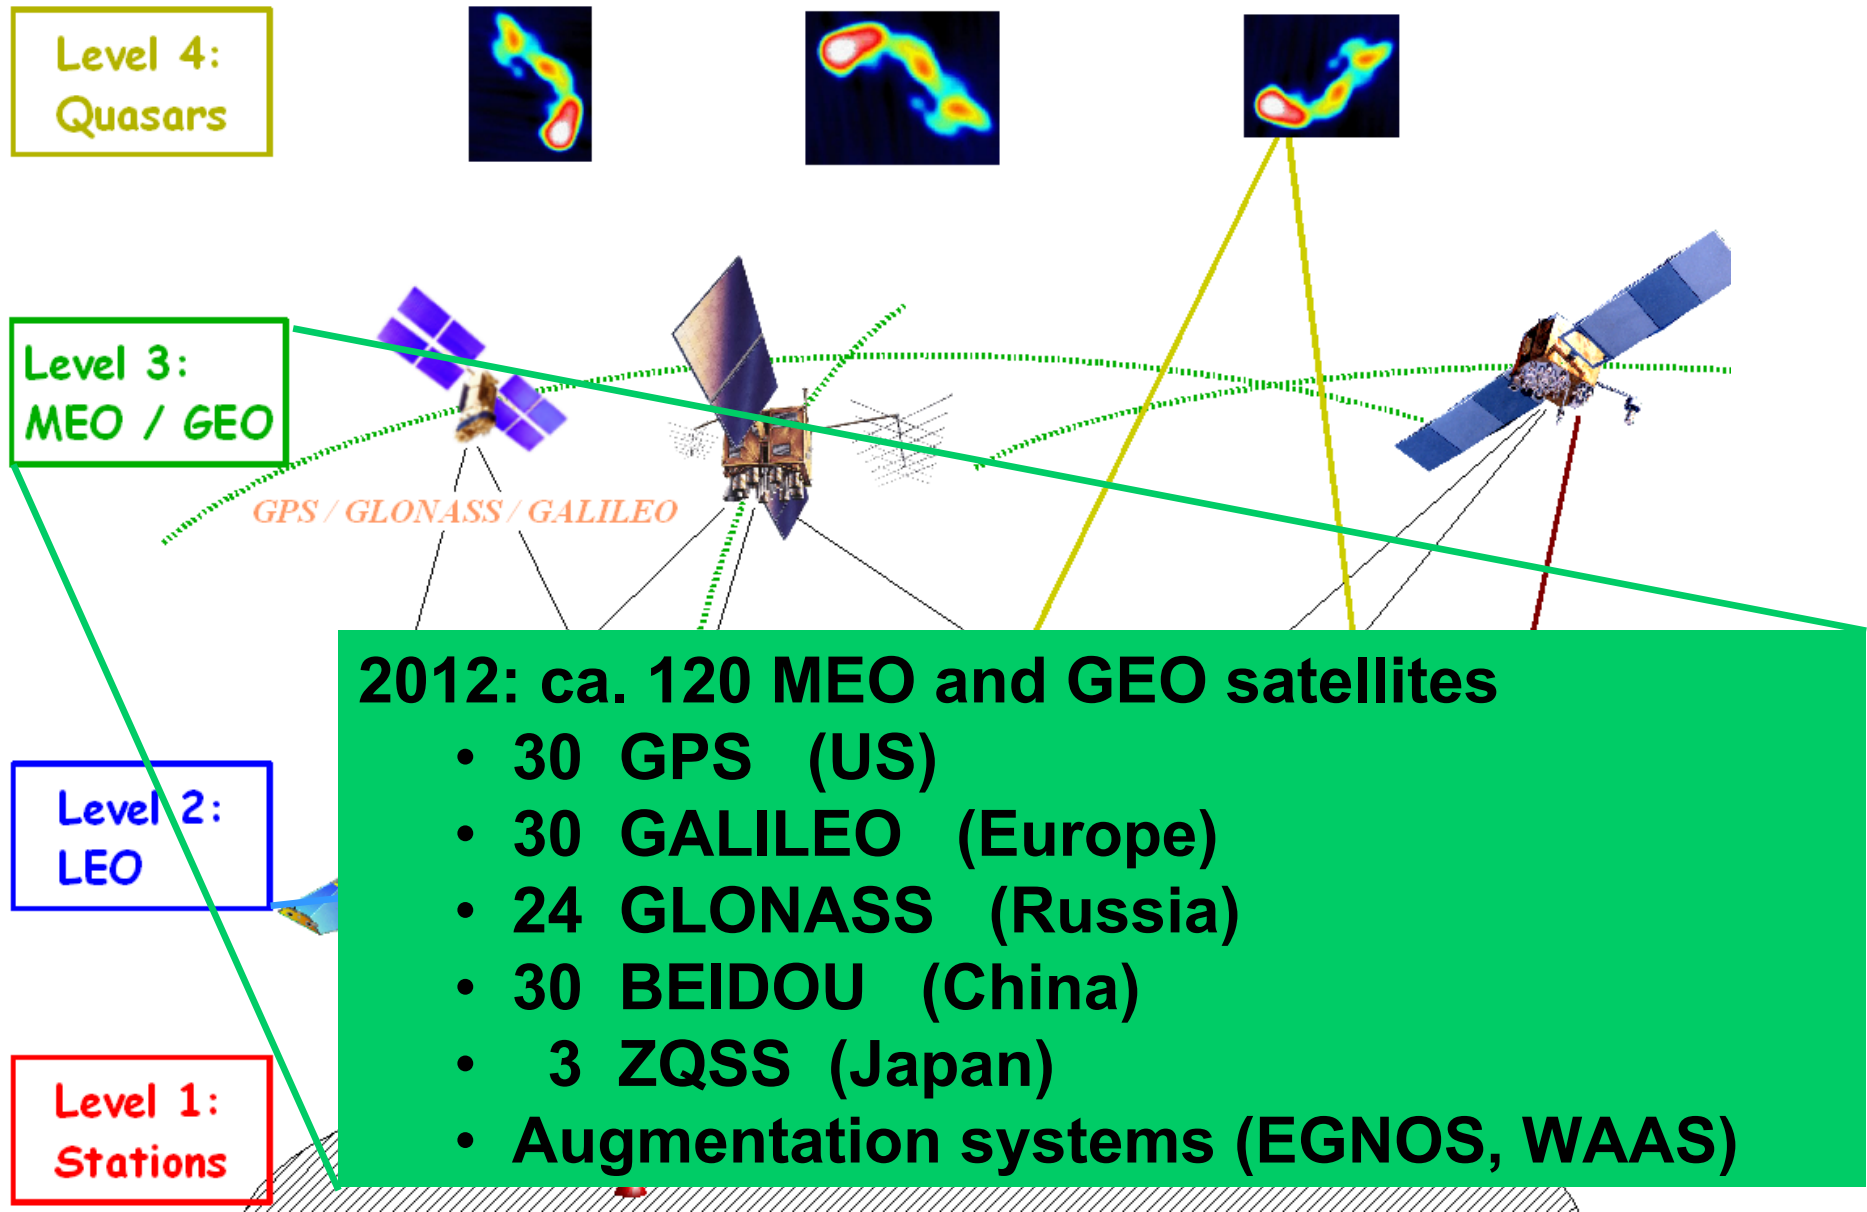 Level 4:
Quasars
Level 3:
MEO / GEO
GPS / GLONASS / GALILEO
2012: ca. 120 MEO and GEO satellites
• 30 GPS (US)
• 30 GALILEO (Europe)
• 24 GLONASS (Russia)
• 30 BEIDOU (China)
• 3 ZQSS (Japan)
• Augmentation systems (EGNOS, WAAS)
Level 2:
LEO
Level 1:
Stations